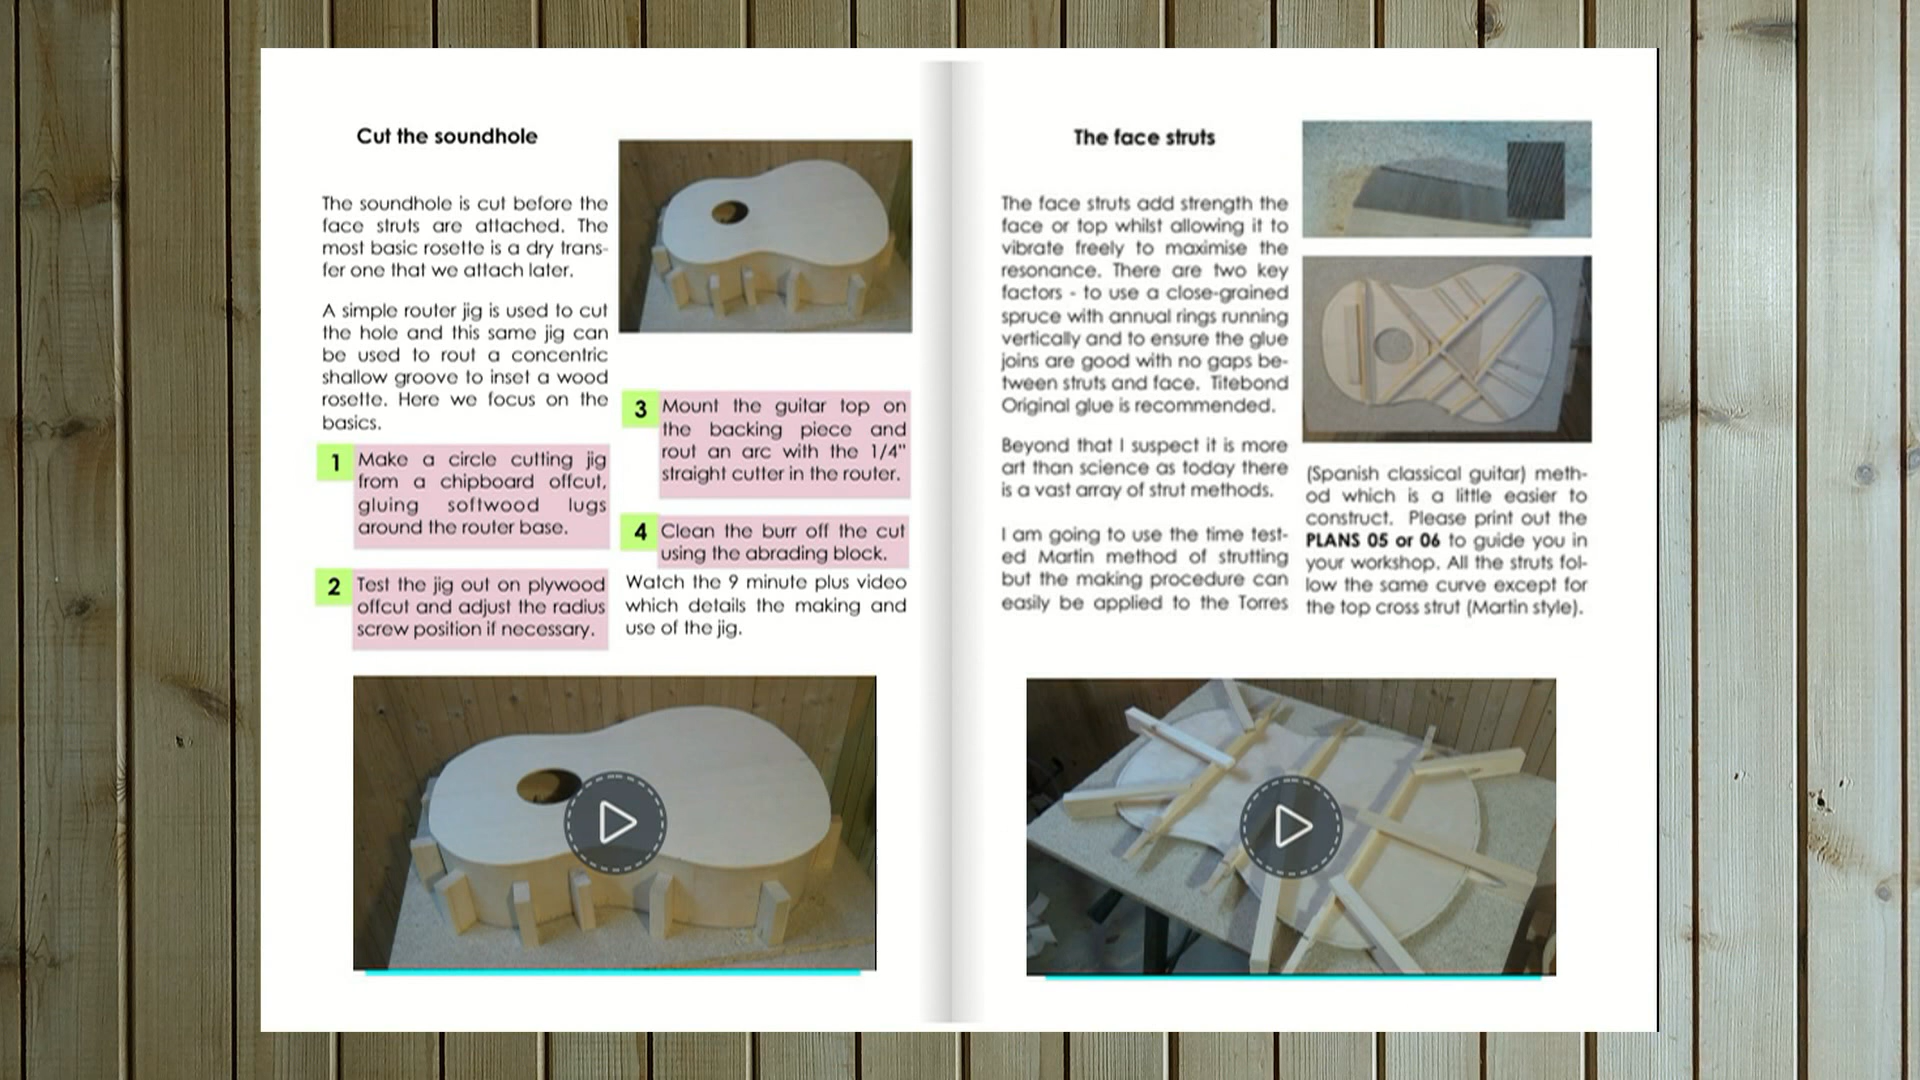 Cut the soundhole
The soundhole is cut before the
face struts are attached. The
most basic rosette is a dry trans-
fer one that we attach later.
A simple router jig is used to cut
the hole and this same jig can
be used to rout a concentric
shallow groove to inset a wood
rosette. Here we focus on the
basics.
1
Make a circle cutting jig
from a chipboard offcut,
gluing softwood lugs
around the router base.
2
Test the jig out on plywood
offcut and adjust the radius
screw position if necessary.
3
Mount the guitar top on
the backing piece and
rout an arc with the 1/4"
straight cutter in the router.
4
Clean the burr off the cut
using the abrading block.
Watch the 9 minute plus video
which details the making and
use of the jig.
The face struts
The face struts add strength the
face or top whilst allowing it to
vibrate freely to maximise the
resonance. There are two key
factors - to use a close-grained
spruce with annual rings running
vertically and to ensure the glue
joins are good with no gaps be-
tween struts and face. Titebond
Original glue is recommended.
Beyond that I suspect it is more
art than science as today there
is a vast array of strut methods.
I am going to use the time test-
ed Martin method of strutting
but the making procedure can
easily be applied to the Torres
(Spanish classical guitar) meth-
od which is a little easier to
construct. Please print out the
PLANS 05 or 06 to guide you in
your workshop. All the struts fol-
low the same curve except for
the top cross strut (Martin style).